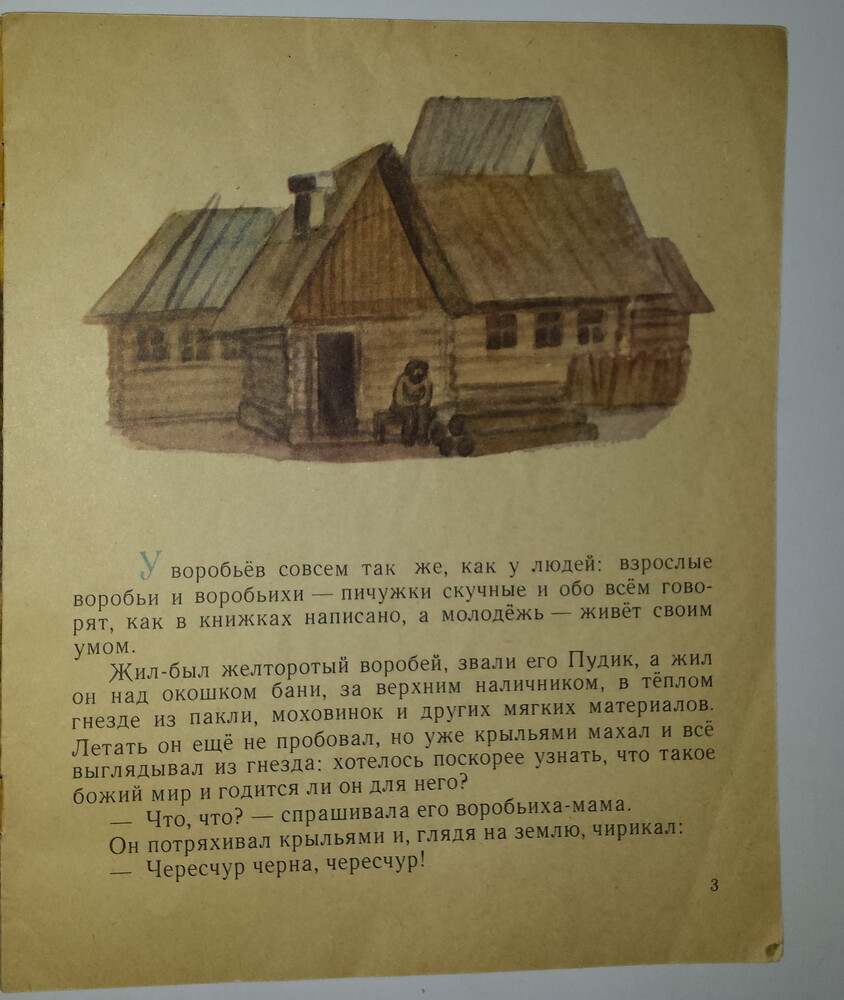 У воробьёв совсем так же, как у людей: взрослые
воробьи и воробьихи — пичужки скучные и обо всём гово-
рят, как в книжках написано, а молодёжь — живёт своим
умом.
Жил-был желторотый воробей, звали его Пудик, а жил
он над окошком бани, за верхним наличником, в тёплом
гнезде из пакли, моховинок и других мягких материалов.
Летать он ещё не пробовал, но уже крыльями махал и всё
выглядывал из гнезда: хотелось поскорее узнать, что такое
божий мир и годится ли он для него?
— Что, что? — спрашивала его воробьиха-мама.
Он потряхивал крыльями и, глядя на землю, чирикал:
— Чересчур черна, чересчур!
3